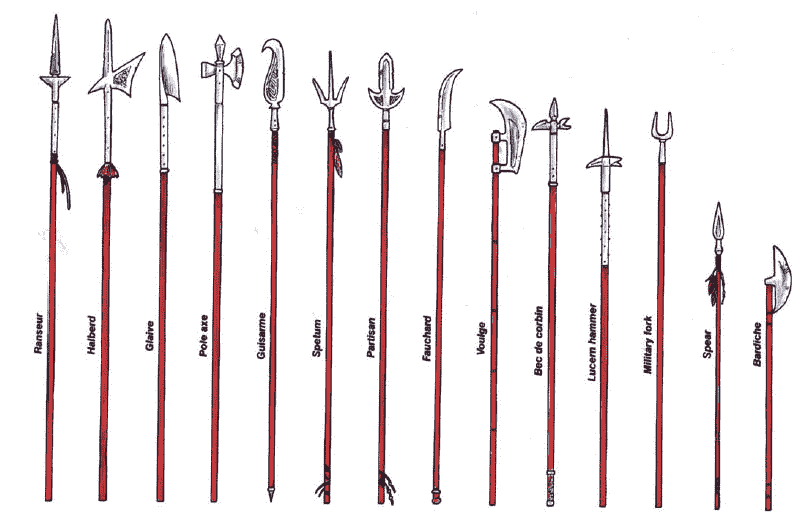 Ranseur
Halberd
Glaive
Pole axe
Guisarme
Spetum
Partisan
Fauchard
Voulge
Bec de corbin
Lucern hammer
Military fork
Spear
Bardiche